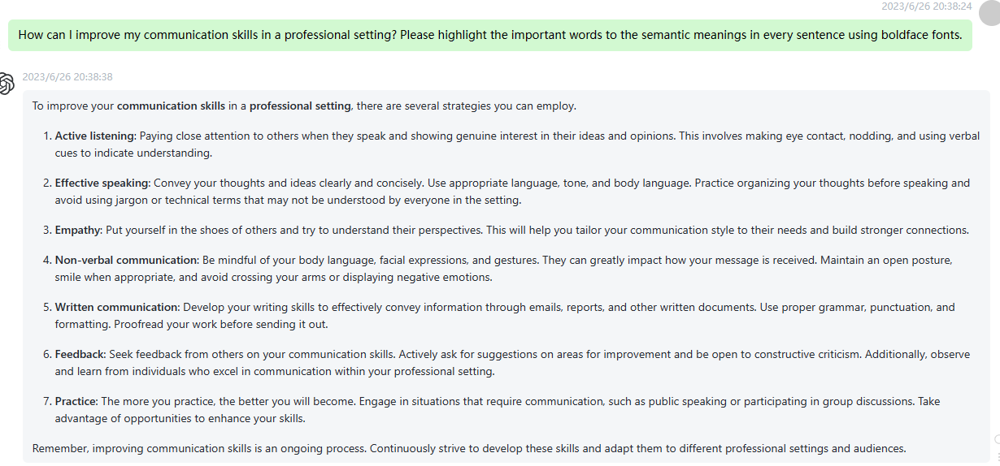 2023/6/26 20:38:24
How can I improve my communication skills in a professional setting? Please highlight the important words to the semantic meanings in every sentence using boldface fonts.
2023/6/26 20:38:38
To improve your communication skills in a professional setting, there are several strategies you can employ.
1. Active listening: Paying close attention to others when they speak and showing genuine interest in their ideas and opinions. This involves making eye contact, nodding, and using verbal
cues to indicate understanding.
2. Effective speaking: Convey your thoughts and ideas clearly and concisely. Use appropriate language, tone, and body language. Practice organizing your thoughts before speaking and
avoid using jargon or technical terms that may not be understood by everyone in the setting.
3. Empathy: Put yourself in the shoes of others and try to understand their perspectives. This will help you tailor your communication style to their needs and build stronger connections.
4. Non-verbal communication: Be mindful of your body language, facial expressions, and gestures. They can greatly impact how your message is received. Maintain an open posture,
smile when appropriate, and avoid crossing your arms or displaying negative emotions.
5. Written communication: Develop your writing skills to effectively convey information through emails, reports, and other written documents. Use proper grammar, punctuation, and
formatting. Proofread your work before sending it out.
6. Feedback: Seek feedback from others on your communication skills. Actively ask for suggestions on areas for improvement and be open to constructive criticism. Additionally, observe
and learn from individuals who excel in communication within your professional setting.
7. Practice: The more you practice, the better you will become. Engage in situations that require communication, such as public speaking or participating in group discussions. Take
advantage of opportunities to enhance your skills.
Remember, improving communication skills is an ongoing process. Continuously strive to develop these skills and adapt them to different professional settings and audiences.